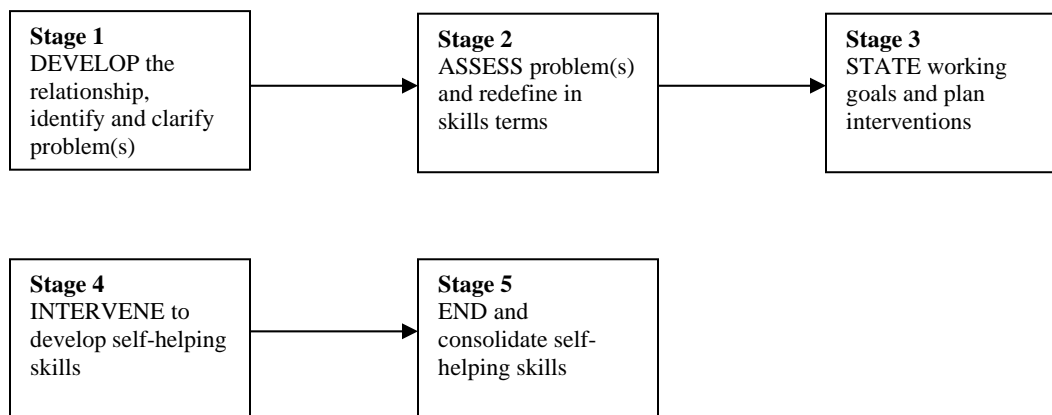 Stage 1
DEVELOP the
relationship,
identify and clarify
problem(s)
Stage 2
ASSESS problem(s)
and redefine in
skills terms
Stage 3
STATE working
goals and plan
interventions
Stage 4
INTERVENE to
develop self-helping
skills
Stage 5
END and
consolidate self-
helping skills